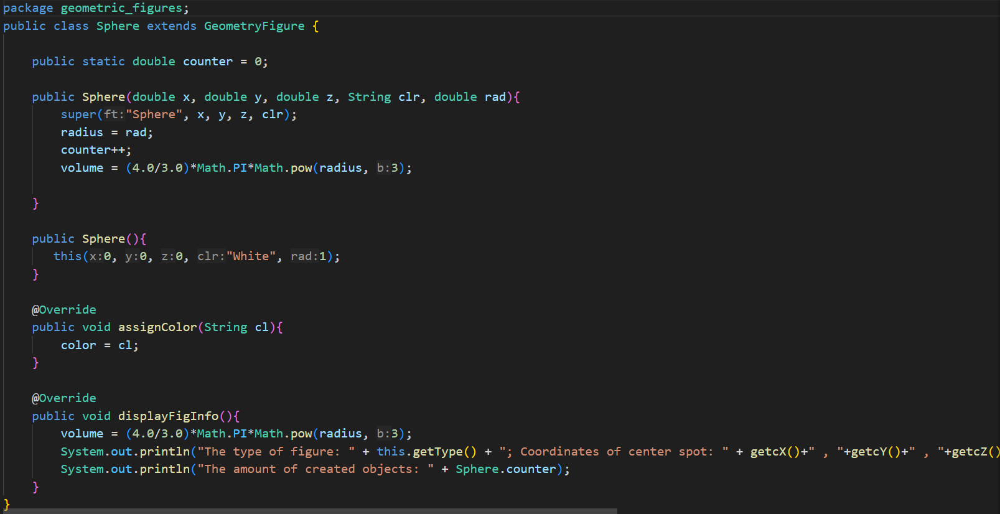 package geometric_figures;
public class Sphere extends GeometryFigure {
public static double counter = 0;
public Sphere(double x, double y, double z, String clr, double rad){
super(ft:"Sphere", x, y, z, clr);
radius = rad;
counter++;
volume = (4.0/3.0)*Math.PI*Math.pow(radius, b:3);
}
public Sphere(){
this(x:0, y:0, z:0, clr:"White", rad:1);
}
@Override
public void assignColor(String cl){
color = cl;
}
@Override
public void displayFigInfo(){
volume = (4.0/3.0)*Math.PI*Math.pow(radius, b:3);
System.out.println("The type of figure: " + this.getType() + "; Coordinates of center spot: " + getcX()+" , "+getcY()+" , "+getcZ()
System.out.println("The amount of created objects: " + Sphere.counter);
}
}